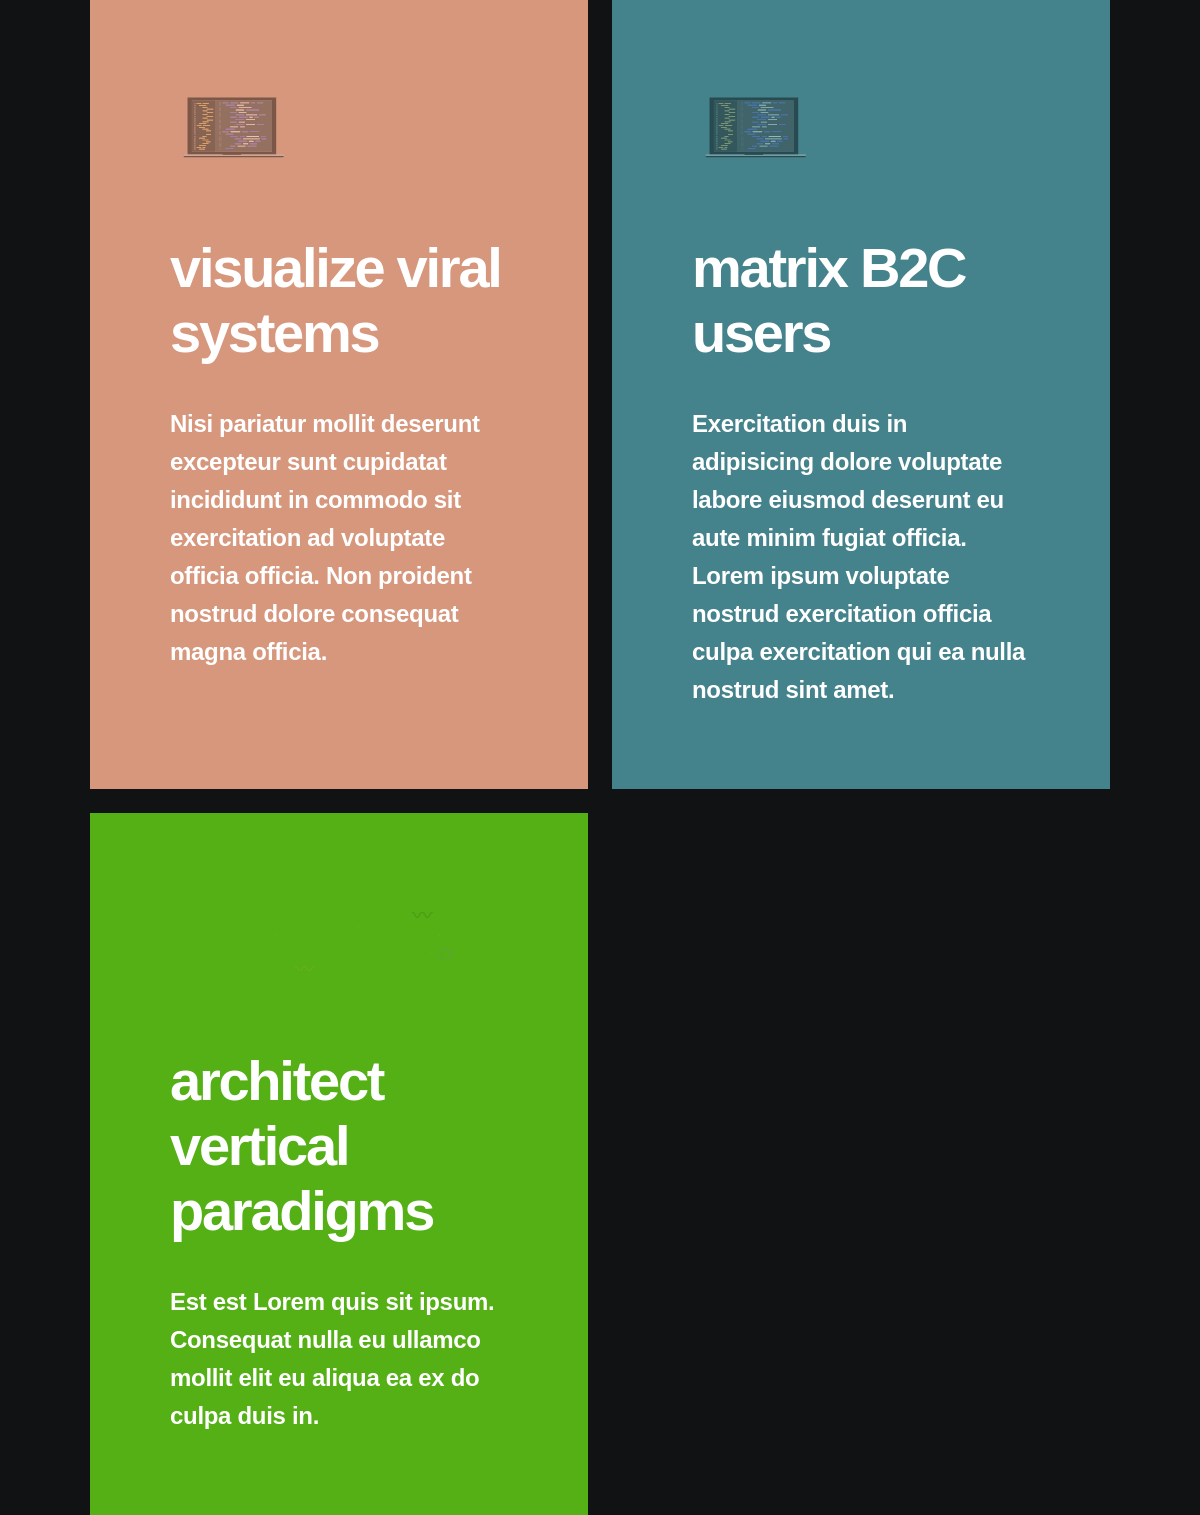 visualize viral
systems
Nisi pariatur mollit deserunt
excepteur sunt cupidatat
incididunt in commodo sit
exercitation ad voluptate
officia officia. Non proident
nostrud dolore consequat
magna officia.
matrix B2C
users
Exercitation duis in
adipisicing dolore voluptate
labore eiusmod deserunt eu
aute minim fugiat officia.
Lorem ipsum voluptate
nostrud exercitation officia
culpa exercitation qui ea nulla
nostrud sint amet.
architect
vertical
paradigms
Est est Lorem quis sit ipsum.
Consequat nulla eu ullamco
mollit elit eu aliqua ea ex do
culpa duis in.